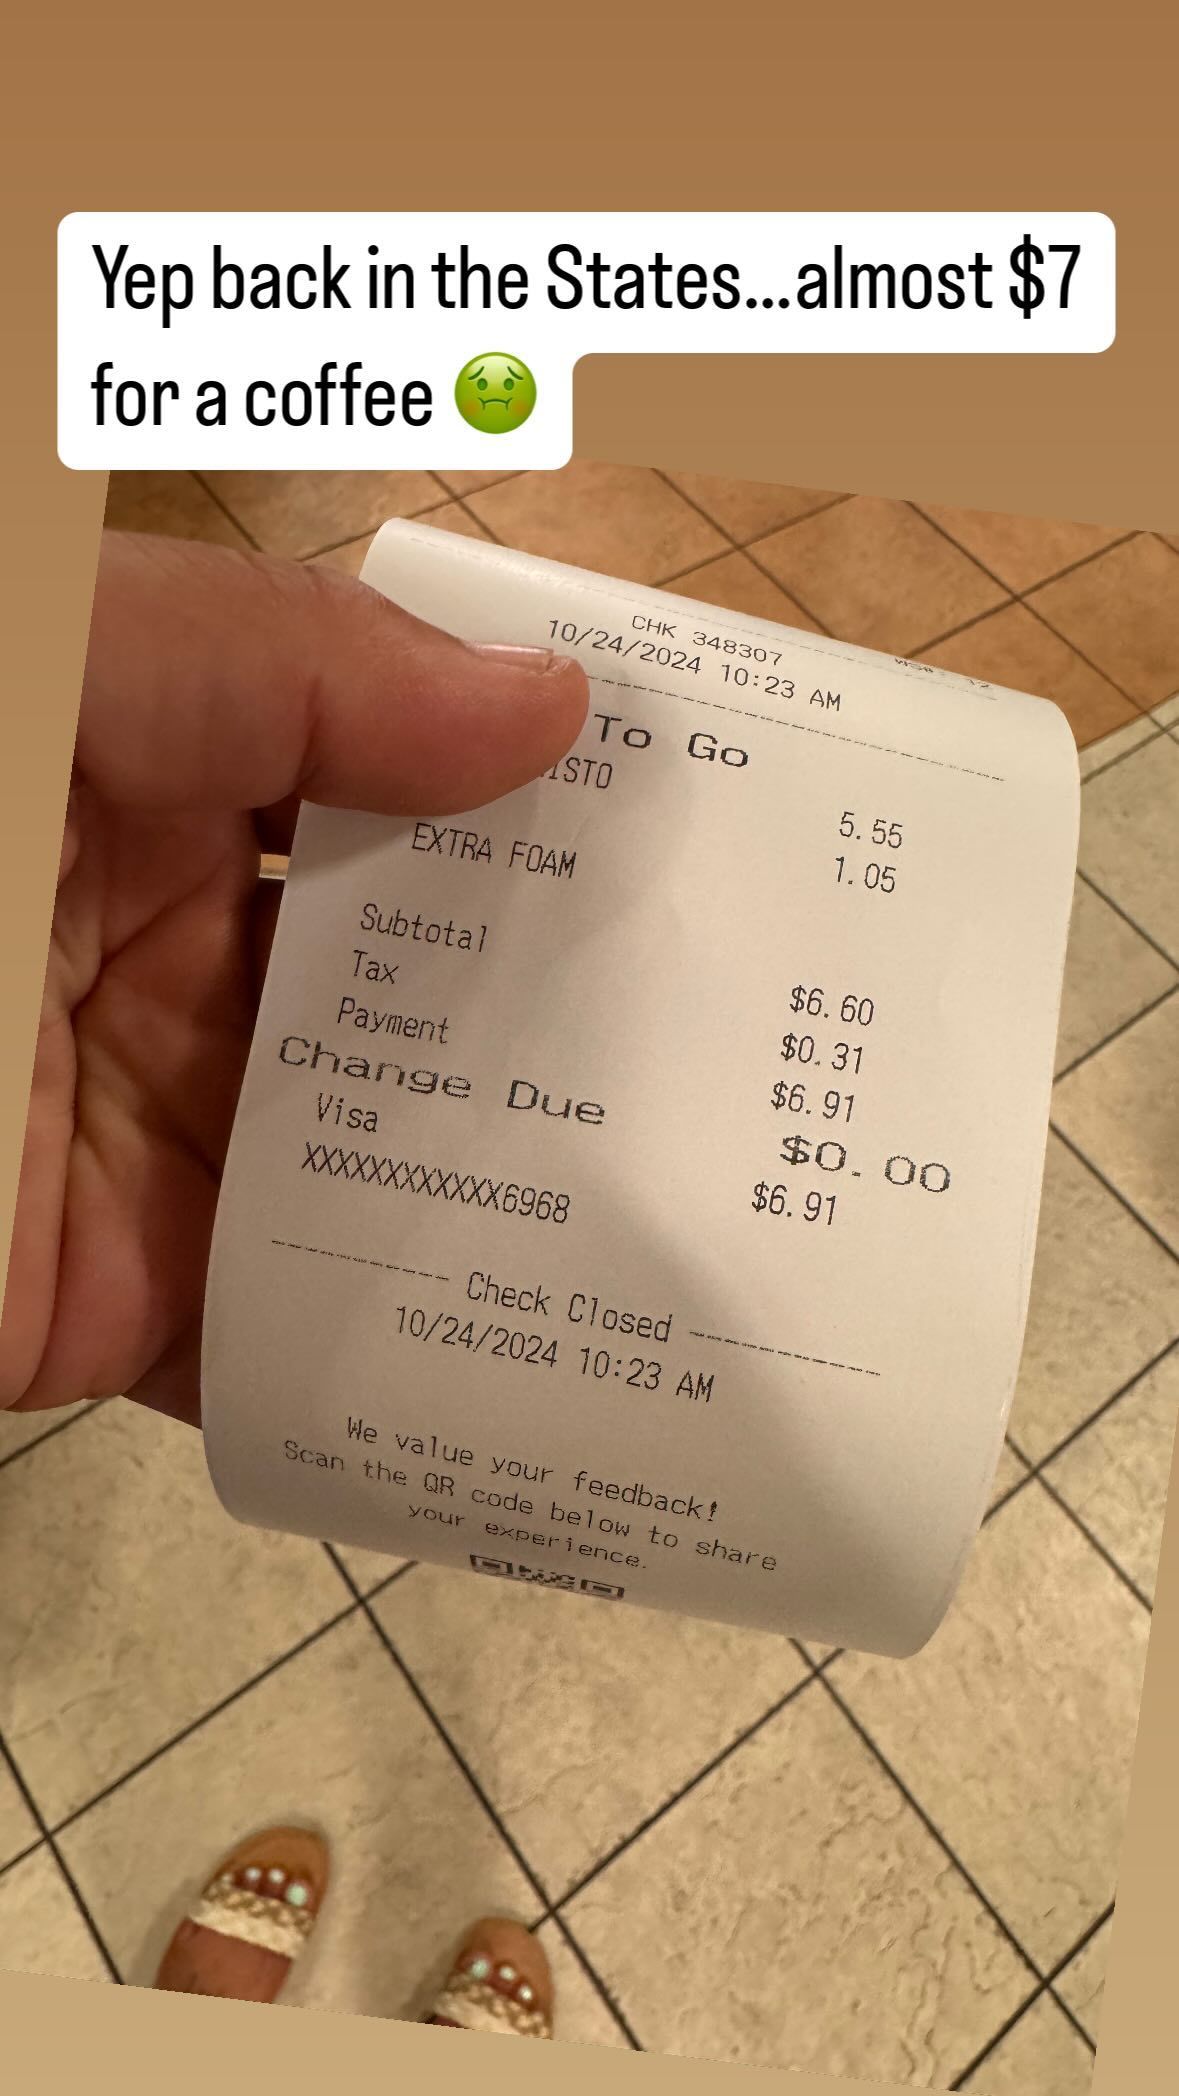 Yep back in the States...almost $7
for a coffee 🤢
CHK 348307
10/24/2024 10:23 AM
To Go
5.55
EXTRA FOAM 1.05
Subtotal $6.60
Tax $0.31
Payment $6.91
Change Due $0.00
Visa $6.91
XXXXXXXXXXXX6968
---------- Check Closed ----------
10/24/2024 10:23 AM
We value your feedback!
Scan the QR code below to share
your experience.